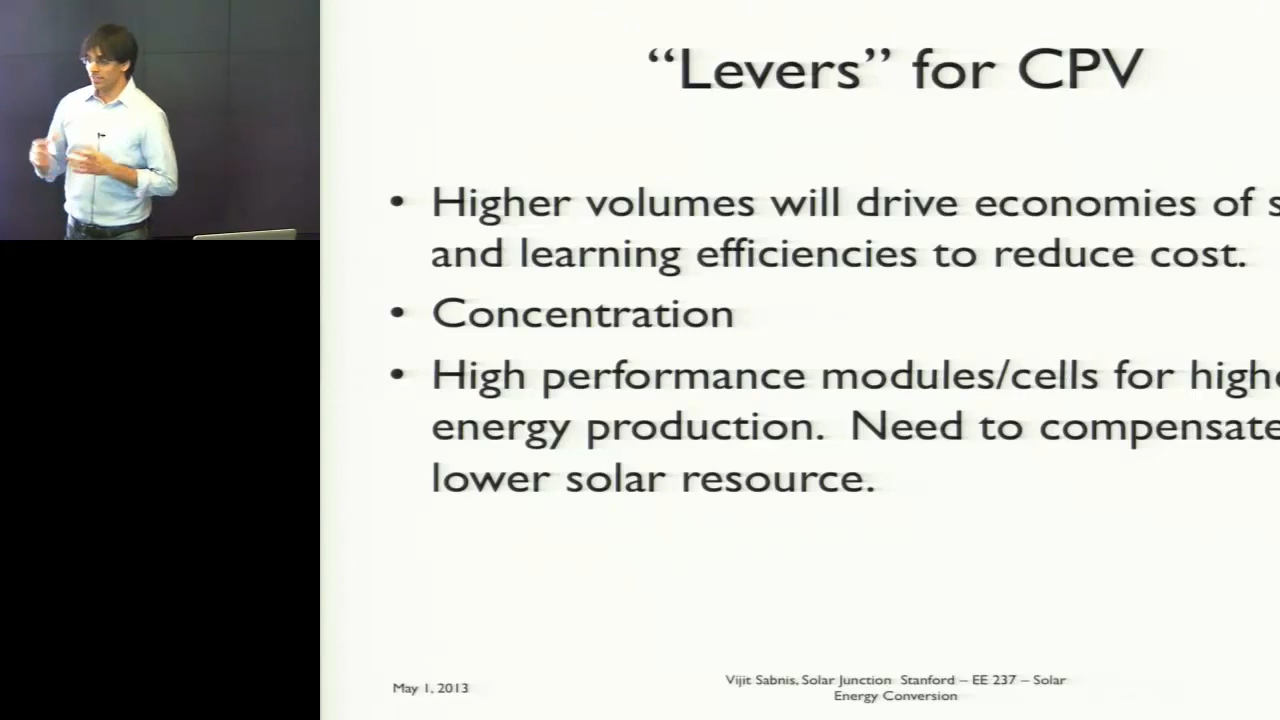 “Levers” for CPV
• Higher volumes will drive economies of
and learning efficiencies to reduce cost.
• Concentration
• High performance modules/cells for
energy production. Need to compensate
lower solar resource.
May 1, 2013
Vijit Sabnis, Solar Junction Stanford – EE 237 – Solar
Energy Conversion